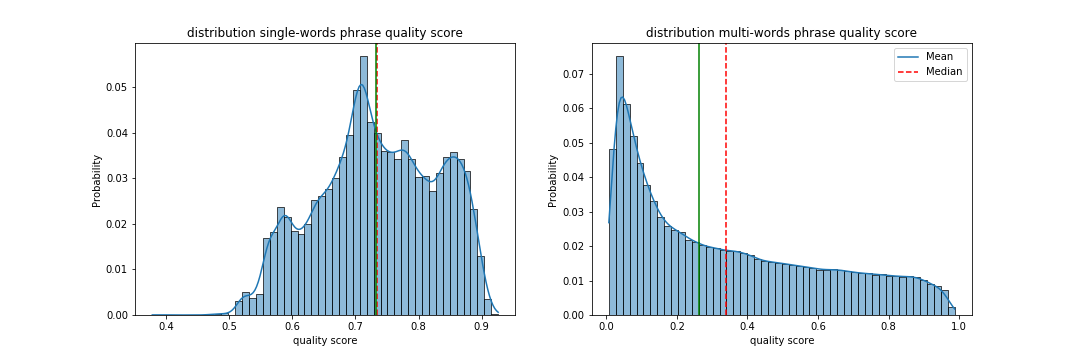 distribution single-words phrase quality score
Probability
0.05
0.04
0.03
0.02
0.01
0.00
0.4 0.5 0.6 0.7 0.8 0.9
quality score
distribution multi-words phrase quality score
Mean
Median
Probability
0.07
0.06
0.05
0.04
0.03
0.02
0.01
0.00
0.0 0.2 0.4 0.6 0.8 1.0
quality score